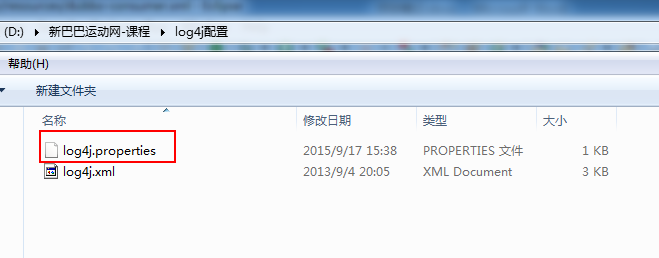 (D:) ▸ 新巴巴运动网-课程 ▸ log4j配置
帮助(H)
新建文件夹
名称 修改日期 类型 大小
log4j.properties 2015/9/17 15:38 PROPERTIES 文件 1 KB
log4j.xml 2013/9/4 20:05 XML Document 3 KB